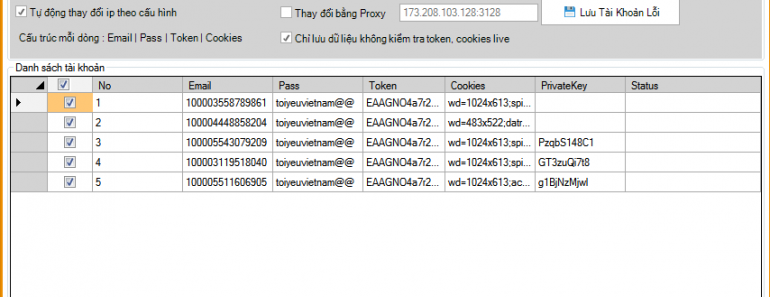 Tự động thay đổi ip theo cấu hình Thay đổi bằng Proxy 173.208.103.128:3128 Lưu Tài Khoản Lỗi
Cấu trúc mỗi dòng : Email | Pass | Token | Cookies Chỉ lưu dữ liệu không kiểm tra token, cookies live
Danh sách tài khoản
No Email Pass Token Cookies PrivateKey Status
1 100003558789861 toiyeuvietnam@@ EAAGNO4a7r2... wd=1024x613;spi...
2 100004448858204 toiyeuvietnam@@ EAAGNO4a7r2... wd=483x522;datr...
3 100005543079209 toiyeuvietnam@@ EAAGNO4a7r2... wd=1024x613;spi... PzqbS148C1
4 100003119518040 toiyeuvietnam@@ EAAGNO4a7r2... wd=1024x613;spi... GT3zuQi7t8
5 100005511606905 toiyeuvietnam@@ EAAGNO4a7r2... wd=1024x613;ac... g1BjNzMjwI